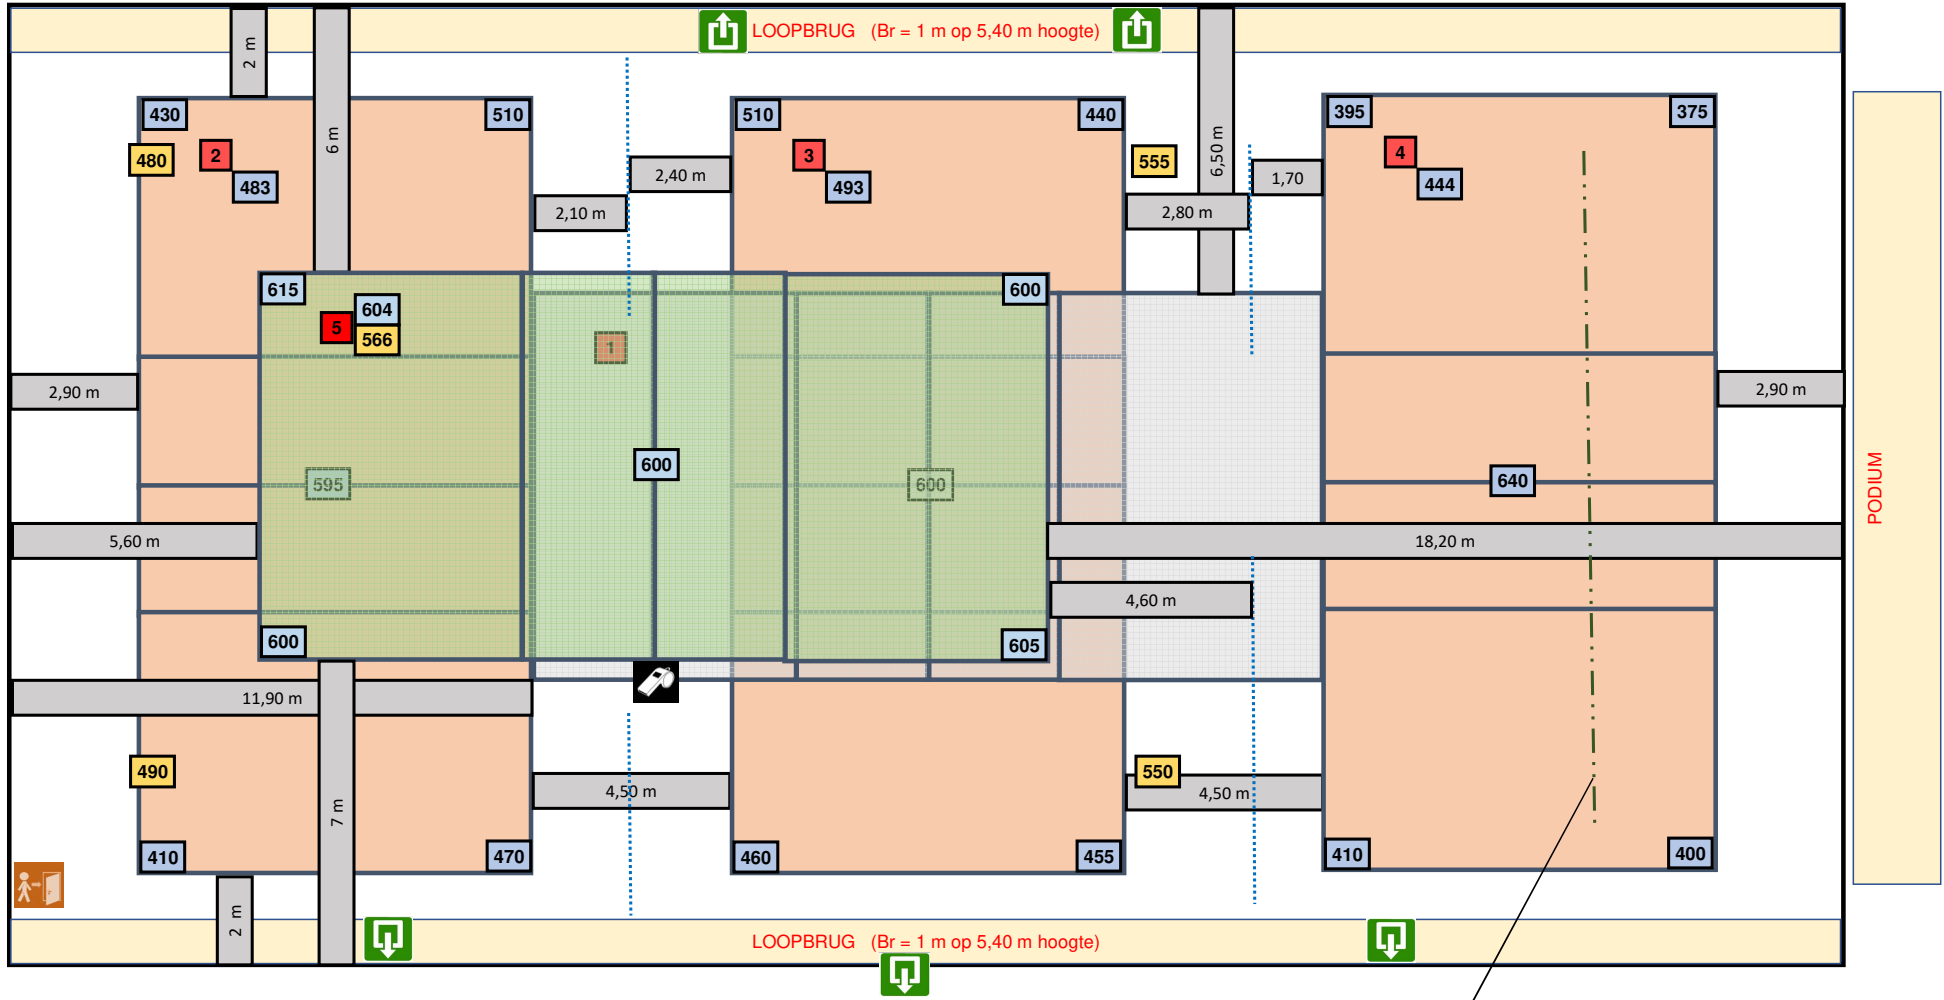 LOOPBRUG (Br = 1 m op 5,40 m hoogte)
2 m
6 m
6,50 m
430
510
510
440
395
375
480
2
483
3
493
555
4
444
2,40 m
2,10 m
2,80 m
1,70
615
604
5
566
600
1
2,90 m
2,90 m
600
595
600
640
PODIUM
5,60 m
18,20 m
4,60 m
600
605
11,90 m
490
550
4,50 m
4,50 m
7 m
410
470
460
455
410
400
2 m
LOOPBRUG (Br = 1 m op 5,40 m hoogte)